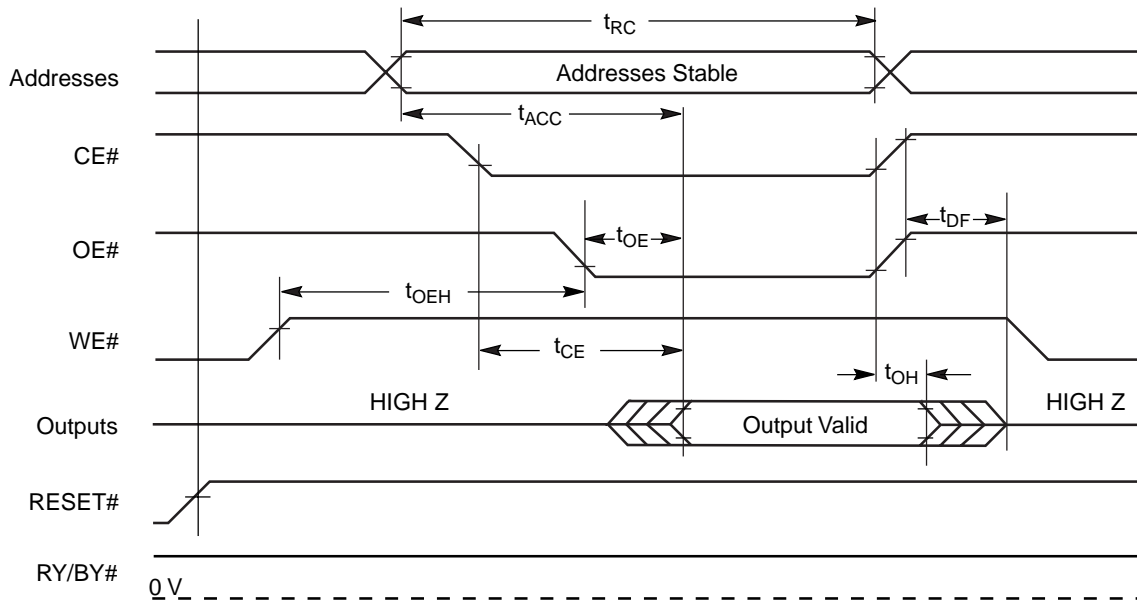 tRC
Addresses
Addresses Stable
tACC
CE#
tDF
OE#
tOE
tOEH
WE#
tCE
tOH
HIGH Z
HIGH Z
Outputs
Output Valid
RESET#
RY/BY#
0 V